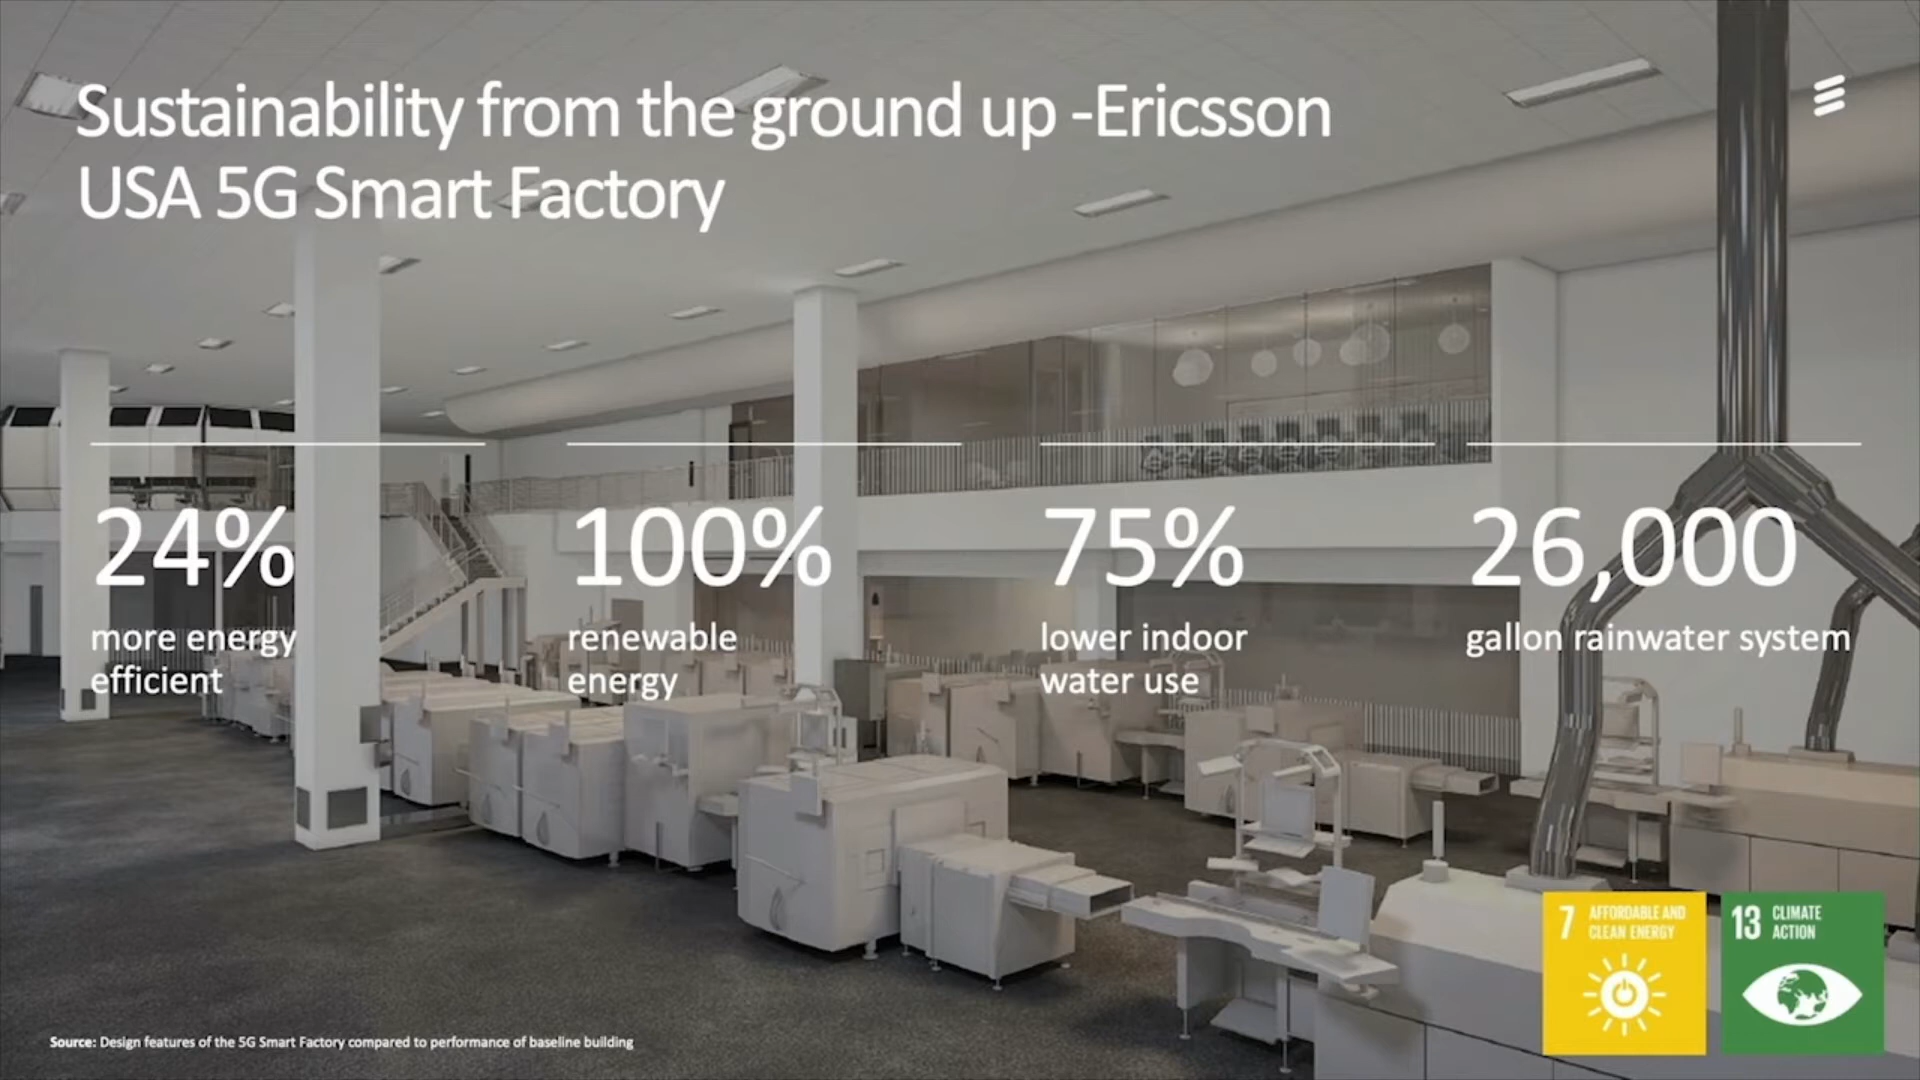 Sustainability from the ground up -Ericsson
USA 5G Smart Factory
24%
more energy
efficient
100%
renewable
energy
75%
lower indoor
water use
26,000
gallon rainwater system
7 AFFORDABLE AND
CLEAN ENERGY
13 CLIMATE
ACTION
Source: Design features of the 5G Smart Factory compared to performance of baseline building